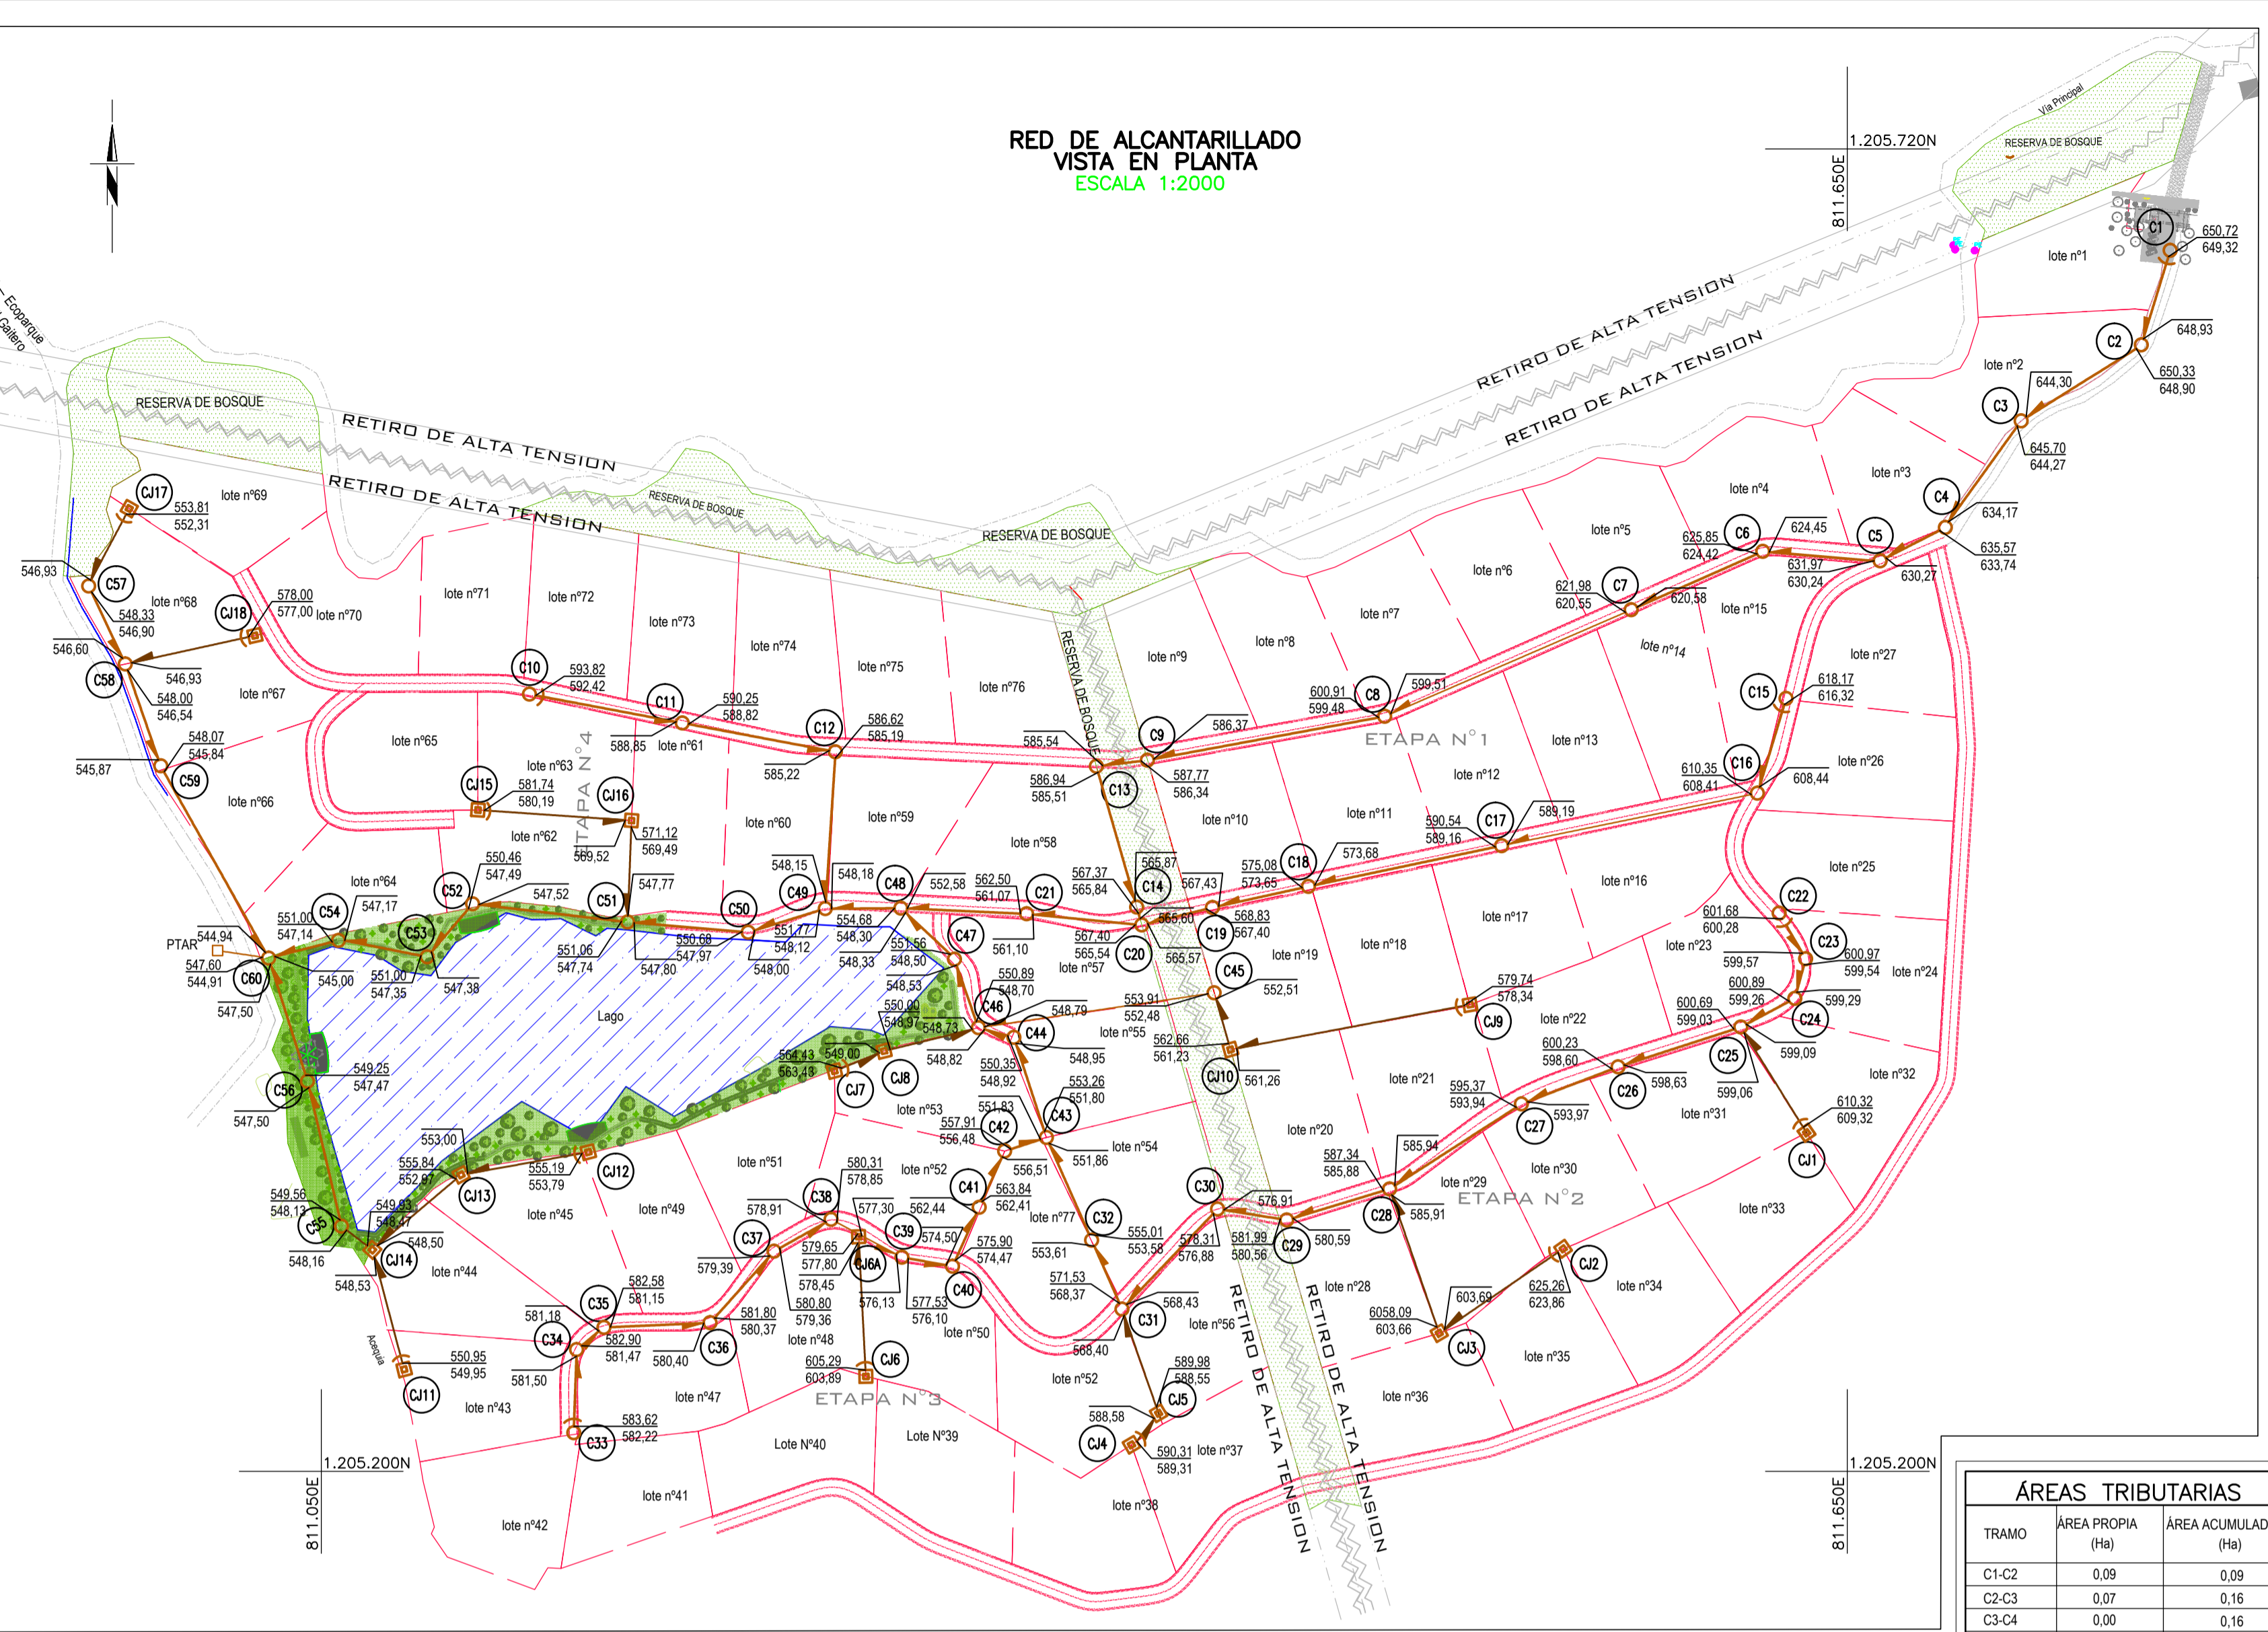 RED DE ALCANTARILLADO
VISTA EN PLANTA
ESCALA 1:2000
1.205.720N
811.650E
Vía Principal
RESERVA DE BOSQUE
C1
650,72
649,32
lote nº1
648,93
C2
650,33
648,90
lote nº2
644,30
C3
645,70
644,27
lote nº3
C4
634,17
635,57
633,74
Ecoparque
Gaitero
RETIRO DE ALTA TENSION
RETIRO DE ALTA TENSION
RESERVA DE BOSQUE
RETIRO DE ALTA TENSION
RETIRO DE ALTA TENSION
RESERVA DE BOSQUE
RESERVA DE BOSQUE
RESERVA DE BOSQUE
lote nº4
C5
631,97
630,24
630,27
C6
624,45
625,85
624,42
lote nº5
C7
621,98
620,55
620,58
lote nº6
lote nº7
lote nº8
lote nº9
lote nº15
lote nº14
lote nº27
CJ17
553,81
552,31
lote nº69
546,93
C57
548,33
546,90
lote nº68
CJ18
578,00
577,00
lote nº70
lote nº71
lote nº72
lote nº73
lote nº74
lote nº75
lote nº76
546,60
C58
546,93
548,00
546,54
lote nº67
C10
593,82
592,42
C11
590,25
588,82
588,85
lote nº61
C12
586,62
585,19
585,22
585,54
C9
586,37
587,77
586,34
C13
586,94
585,51
C8
600,91
599,48
599,51
ETAPA Nº1
lote nº13
lote nº12
lote nº11
lote nº10
C15
618,17
616,32
C16
610,35
608,41
608,44
lote nº26
548,07
545,84
545,87
C59
lote nº66
lote nº65
lote nº63
ETAPA Nº4
CJ15
581,74
580,19
CJ16
571,12
569,49
569,52
lote nº62
lote nº60
lote nº59
lote nº58
C17
590,54
589,16
589,19
C18
575,08
573,65
573,68
lote nº16
lote nº25
lote nº64
C52
550,46
547,49
547,52
C51
547,77
551,06
547,74
547,80
C50
550,68
547,97
548,00
C49
548,15
548,18
551,77
548,12
C48
552,58
554,68
548,30
548,33
C21
562,50
561,07
561,10
567,37
565,84
565,87
C14
567,43
565,60
C20
567,40
565,54
565,57
C19
568,83
567,40
C54
551,00
547,14
547,17
C53
551,00
547,35
547,38
PTAR
544,94
547,60
544,91
C60
545,00
547,50
C47
551,56
548,50
548,53
lote nº57
lote nº19
lote nº18
lote nº17
C22
601,68
600,28
C23
600,97
599,54
599,57
lote nº23
lote nº24
C24
600,89
599,26
599,29
C25
600,69
599,03
599,09
599,06
C45
552,51
553,91
552,48
C46
550,89
548,70
548,73
548,79
548,82
C44
548,95
550,35
548,92
lote nº55
CJ9
579,74
578,34
lote nº22
CJ10
562,66
561,23
561,26
Lago
550,00
548,97
CJ8
549,00
564,43
563,43
CJ7
C26
600,23
598,60
598,63
C27
595,37
593,94
593,97
lote nº21
lote nº32
lote nº31
CJ1
610,32
609,32
C56
549,25
547,47
547,50
lote nº53
C43
553,26
551,80
551,83
551,86
C42
557,91
556,48
556,51
lote nº54
lote nº20
C28
587,34
585,88
585,94
585,91
lote nº30
lote nº29
ETAPA Nº2
lote nº33
CJ13
553,00
555,84
552,97
CJ12
555,19
553,79
lote nº51
lote nº52
C41
563,84
562,41
562,44
lote nº45
lote nº49
C38
580,31
578,85
578,91
C55
549,56
548,13
548,16
549,93
548,47
548,50
CJ14
548,53
lote nº44
C37
580,80
579,36
579,39
577,30
579,65
577,80
578,45
CJ6A
C39
576,13
577,53
576,10
C40
574,50
575,90
574,47
lote nº77
C32
555,01
553,58
553,61
C30
576,91
578,31
576,88
C29
581,99
580,56
580,59
CJ2
625,26
623,86
lote nº34
CJ3
603,69
6058,09
603,66
lote nº28
lote nº35
C31
571,53
568,37
568,43
568,40
lote nº56
lote nº50
C35
582,58
581,15
581,18
C34
582,90
581,47
581,50
C36
581,80
580,37
580,40
lote nº48
Acequia
CJ11
550,95
549,95
lote nº43
C33
583,62
582,22
lote nº47
CJ6
605,29
603,89
ETAPA Nº3
lote nº52
CJ5
589,98
588,55
588,58
CJ4
590,31
589,31
lote nº37
lote nº36
RETIRO DE ALTA TENSION
RETIRO DE ALTA TENSION
Lote Nº40
Lote Nº39
lote nº38
lote nº41
lote nº42
1.205.200N
811.050E
1.205.200N
811.650E
ÁREAS TRIBUTARIAS
TRAMO ÁREA PROPIA (Ha) ÁREA ACUMULAD (Ha)
C1-C2 0,09 0,09
C2-C3 0,07 0,16
C3-C4 0,00 0,16